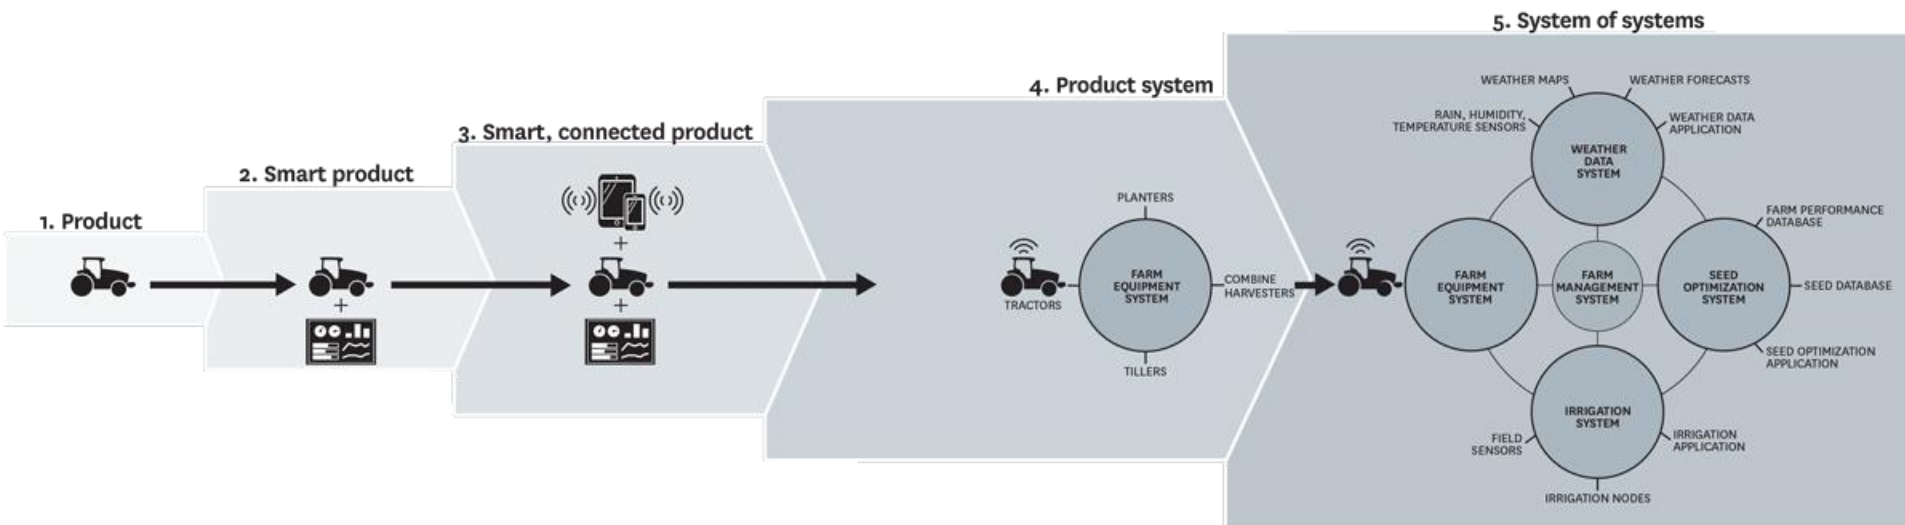 1. Product
2. Smart product
3. Smart, connected product
4. Product system
5. System of systems
PLANTERS
TRACTORS
FARM
EQUIPMENT
SYSTEM
COMBINE
HARVESTERS
TILLERS
WEATHER MAPS
WEATHER FORECASTS
RAIN, HUMIDITY,
TEMPERATURE SENSORS
WEATHER DATA
APPLICATION
WEATHER
DATA
SYSTEM
FARM
EQUIPMENT
SYSTEM
FARM
MANAGEMENT
SYSTEM
SEED
OPTIMIZATION
SYSTEM
FARM PERFORMANCE
DATABASE
SEED DATABASE
SEED OPTIMIZATION
APPLICATION
IRRIGATION
SYSTEM
FIELD
SENSORS
IRRIGATION
APPLICATION
IRRIGATION NODES